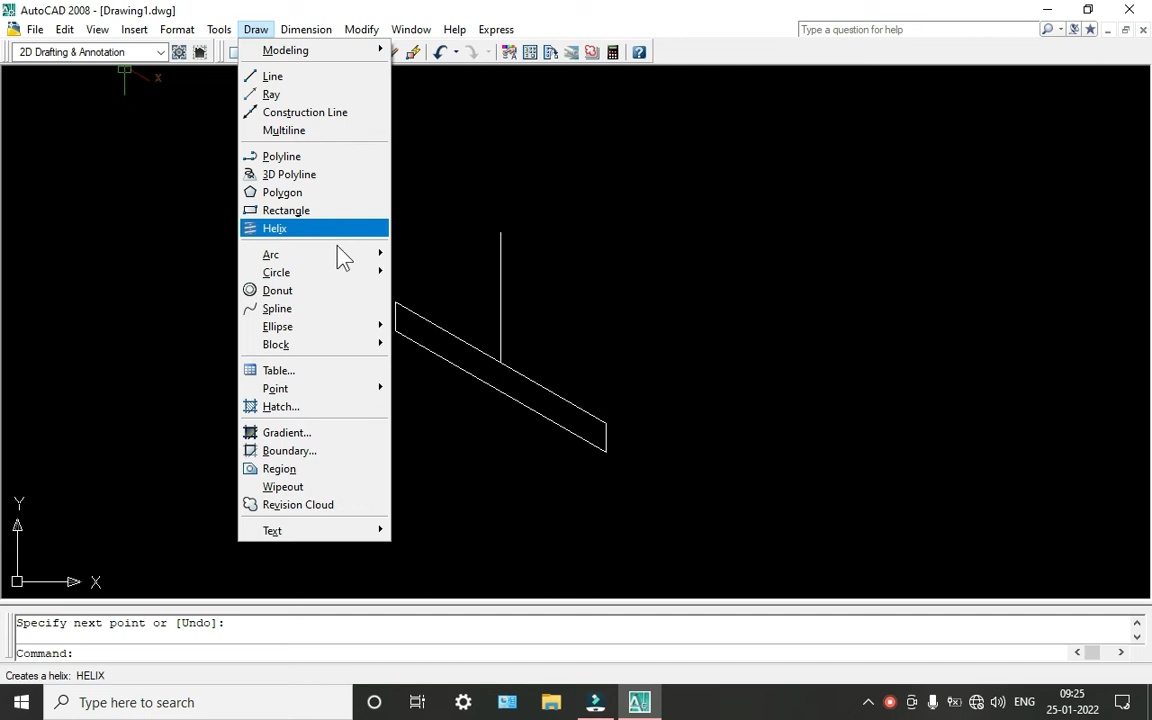 AutoCAD 2008 - [Drawing1.dwg]
File Edit View Insert Format Tools Draw Dimension Modify Window Help Express
Type a question for help
2D Drafting & Annotation
Modeling
Line
Ray
Construction Line
Multiline
Polyline
3D Polyline
Polygon
Rectangle
Helix
Arc
Circle
Donut
Spline
Ellipse
Block
Table...
Point
Hatch...
Gradient...
Boundary...
Region
Wipeout
Revision Cloud
Text
X
Y
X
Specify next point or [Undo]:
Command:
Creates a helix: HELIX
Type here to search
ENG
09:25
25-01-2022